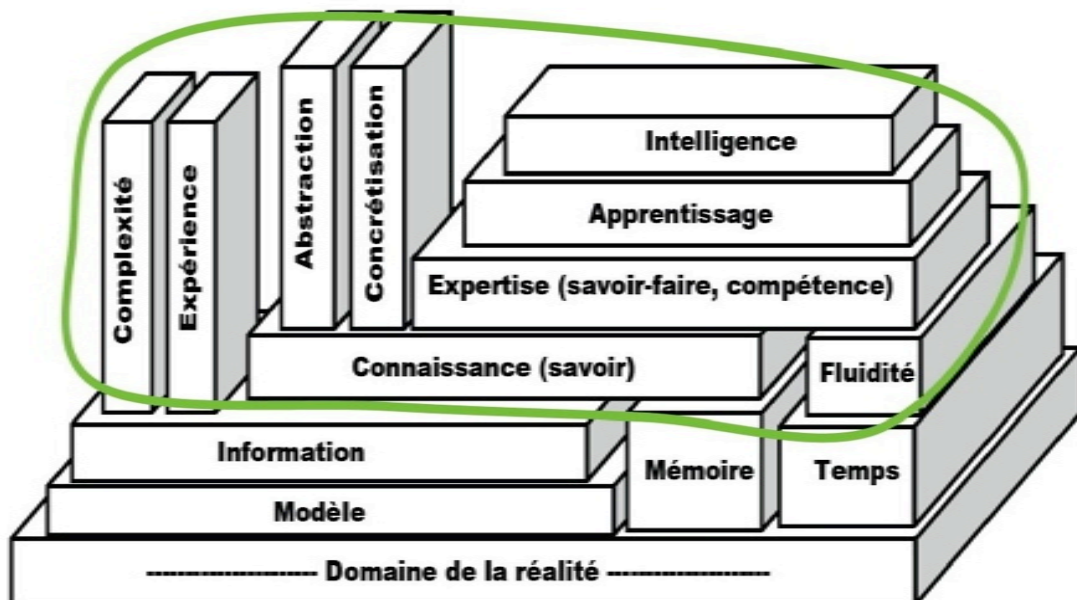 Complexité
Expérience
Abstraction
Concrétisation
Intelligence
Apprentissage
Expertise (savoir-faire, compétence)
Connaissance (savoir)
Fluidité
Information
Mémoire
Temps
Modèle
--------------------- Domaine de la réalité --------------------